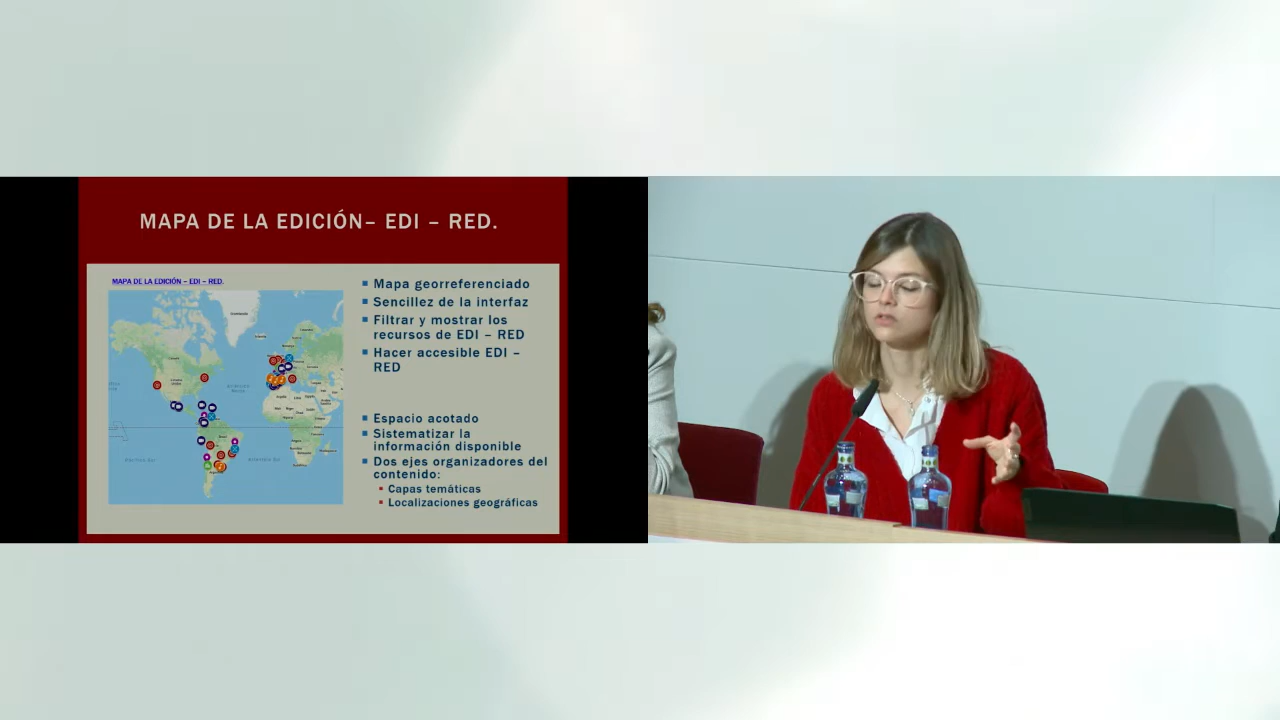 MAPA DE LA EDICIÓN– EDI – RED.
MAPA DE LA EDICIÓN – EDI – RED.
Mapa georreferenciado
Sencillez de la interfaz
Filtrar y mostrar los
recursos de EDI – RED
Hacer accesible EDI –
RED
Espacio acotado
Sistematizar la
información disponible
Dos ejes organizadores del
contenido:
Capas temáticas
Localizaciones geográficas